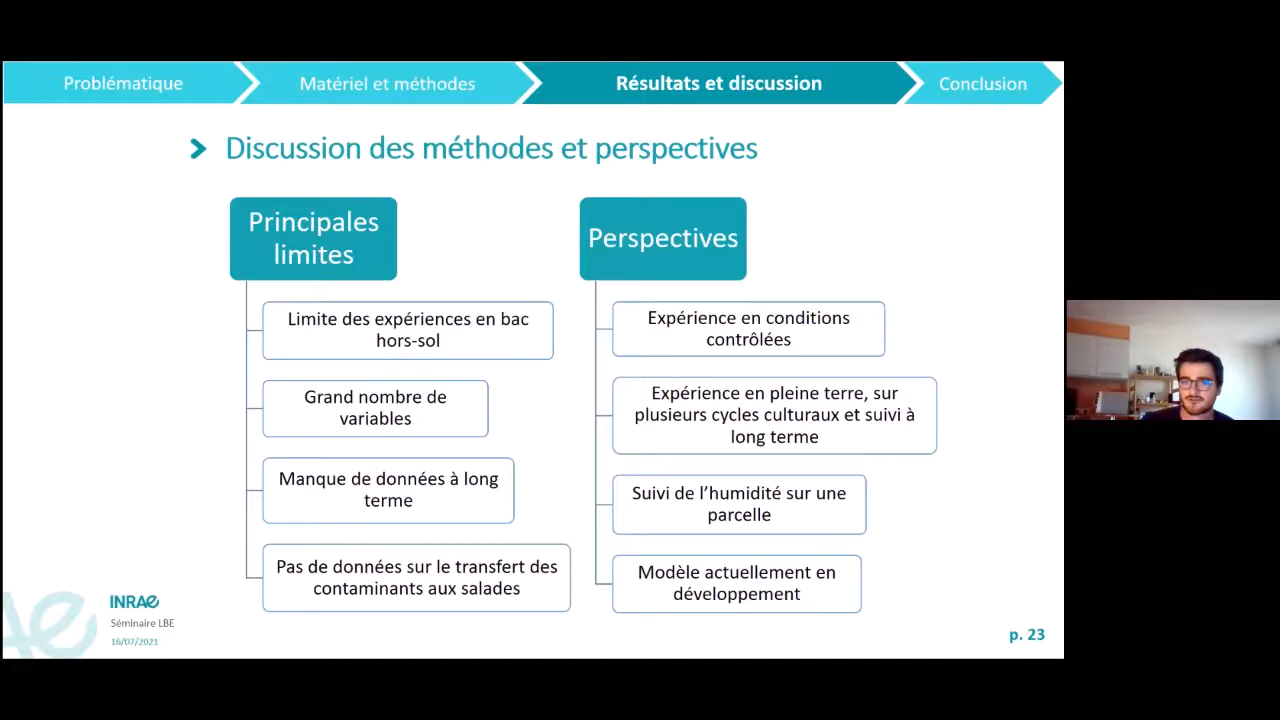 Problématique
Matériel et méthodes
Résultats et discussion
Conclusion
Discussion des méthodes et perspectives
Principales
limites
Limite des expériences en bac
hors-sol
Grand nombre de
variables
Manque de données à long
terme
Pas de données sur le transfert des
contaminants aux salades
Perspectives
Expérience en conditions
contrôlées
Expérience en pleine terre, sur
plusieurs cycles culturaux et suivi à
long terme
Suivi de l’humidité sur une
parcelle
Modèle actuellement en
développement
INRAE
Séminaire LBE
16/07/2021
p. 23